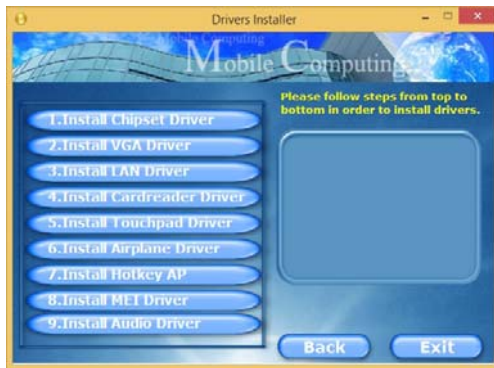 Drivers Installer
Mobile Computing
Mobile Computing
Please follow steps from top to
bottom in order to install drivers.
1.Install Chipset Driver
2.Install VGA Driver
3.Install LAN Driver
4.Install Cardreader Driver
5.Install Touchpad Driver
6.Install Airplane Driver
7.Install Hotkey AP
8.Install MEI Driver
9.Install Audio Driver
Back
Exit